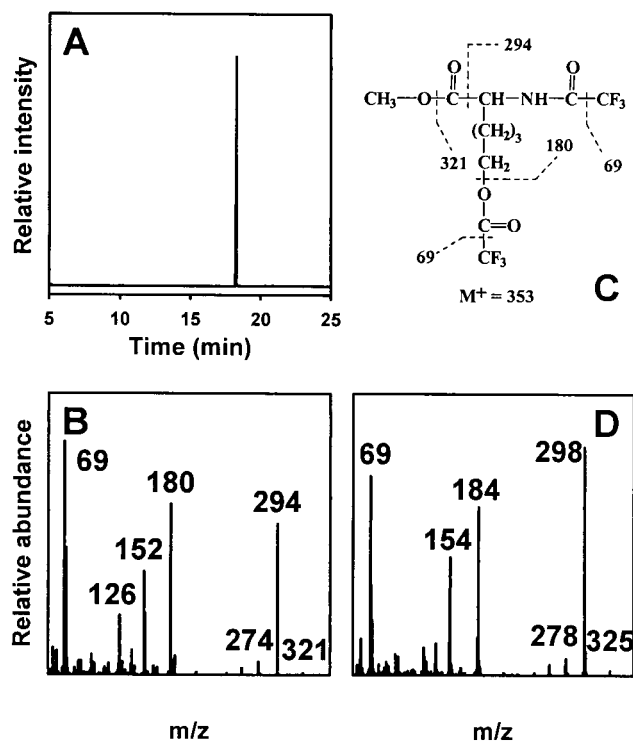 A
Relative intensity
5 10 15 20 25
Time (min)
294
O O
CH₃—O—C—CH—NH—C—CF₃
(CH₂)₃
321 CH₂ 180 69
O
C=O
69 CF₃
M⁺ = 353 C
B
Relative abundance
69
126
152
180
274
294
321
m/z
D
69
154
184
278
298
325
m/z